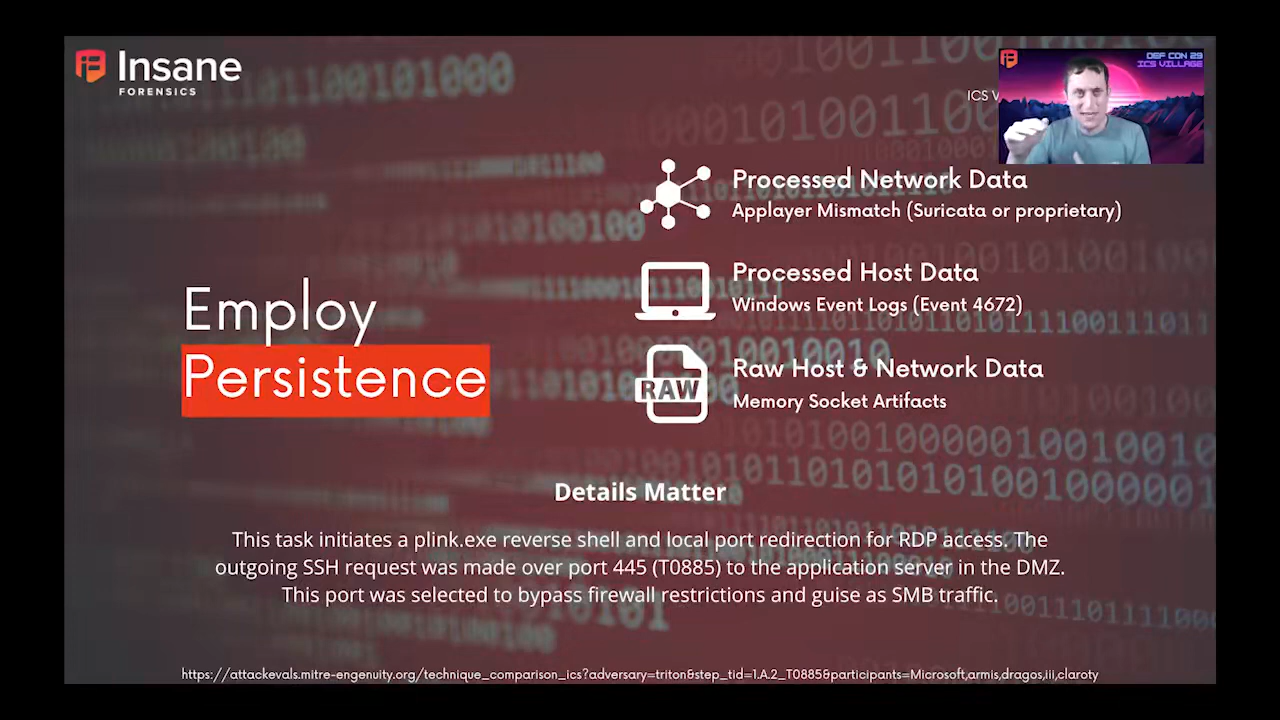 Insane
FORENSICS
DEF CON 29
ICS VILLAGE
ICS V
Processed Network Data
Applayer Mismatch (Suricata or proprietary)
Processed Host Data
Windows Event Logs (Event 4672)
RAW
Raw Host & Network Data
Memory Socket Artifacts
Employ
Persistence
Details Matter
This task initiates a plink.exe reverse shell and local port redirection for RDP access. The
outgoing SSH request was made over port 445 (T0885) to the application server in the DMZ.
This port was selected to bypass firewall restrictions and guise as SMB traffic.
https://attackevals.mitre-engenuity.org/technique_comparison_ics?adversary=triton&step_tid=1.A.2_T0885&participants=Microsoft,armis,dragos,iii,claroty